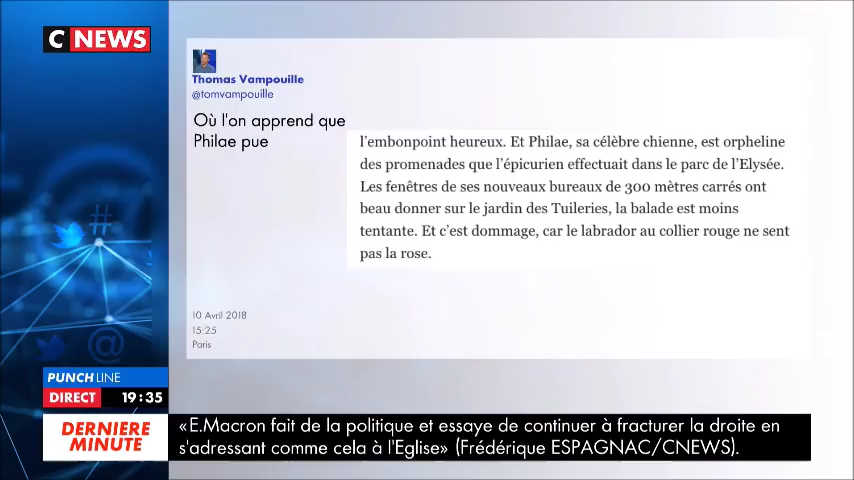 CNEWS
Thomas Vampouille
@tomvampouille
Où l'on apprend que
Philae pue
l'embonpoint heureux. Et Philae, sa célèbre chienne, est orpheline
des promenades que l'épicurien effectuait dans le parc de l'Elysée.
Les fenêtres de ses nouveaux bureaux de 300 mètres carrés ont
beau donner sur le jardin des Tuileries, la balade est moins
tentante. Et c'est dommage, car le labrador au collier rouge ne sent
pas la rose.
#
@
10 Avril 2018
15:25
Paris
PUNCHLINE
DIRECT 19:35
DERNIERE
MINUTE
«E.Macron fait de la politique et essaye de continuer à fracturer la droite en
s'adressant comme cela à l'Eglise» (Frédérique ESPAGNAC/CNEWS).